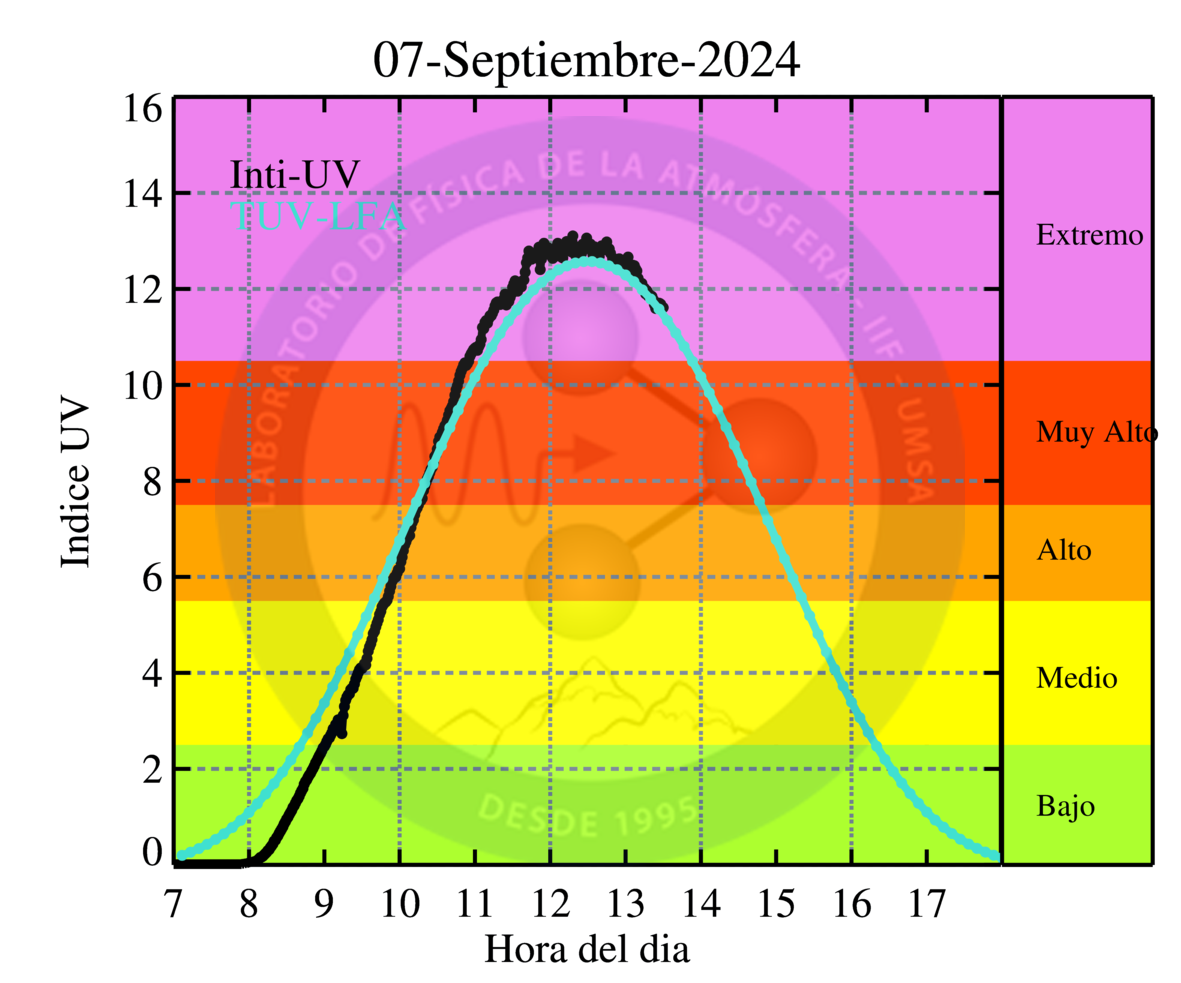 07-Septiembre-2024
16
14
12
10
8
6
4
2
0
Indice UV
Inti-UV
TUV-LFA
LABORATORIO DE FÍSICA DE LA ATMÓSFERA - IIF - UMSA
DESDE 1995
Extremo
Muy Alto
Alto
Medio
Bajo
7 8 9 10 11 12 13 14 15 16 17
Hora del dia